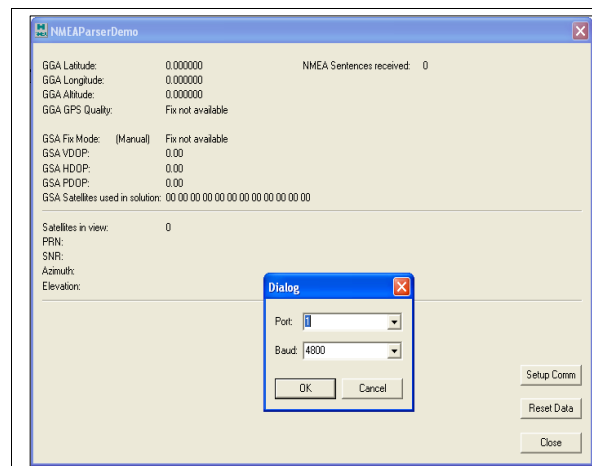 NMEAParserDemo
GGA Latitude: 0.000000 NMEA Sentences received: 0
GGA Longitude: 0.000000
GGA Altitude: 0.000000
GGA GPS Quality: Fix not available
GSA Fix Mode: (Manual) Fix not available
GSA VDOP: 0.00
GSA HDOP: 0.00
GSA PDOP: 0.00
GSA Satellites used in solution: 00 00 00 00 00 00 00 00 00 00 00 00
Satellites in view: 0
PRN:
SNR:
Azimuth:
Elevation:
Dialog
Port: 1
Baud: 4800
OK Cancel
Setup Comm
Reset Data
Close